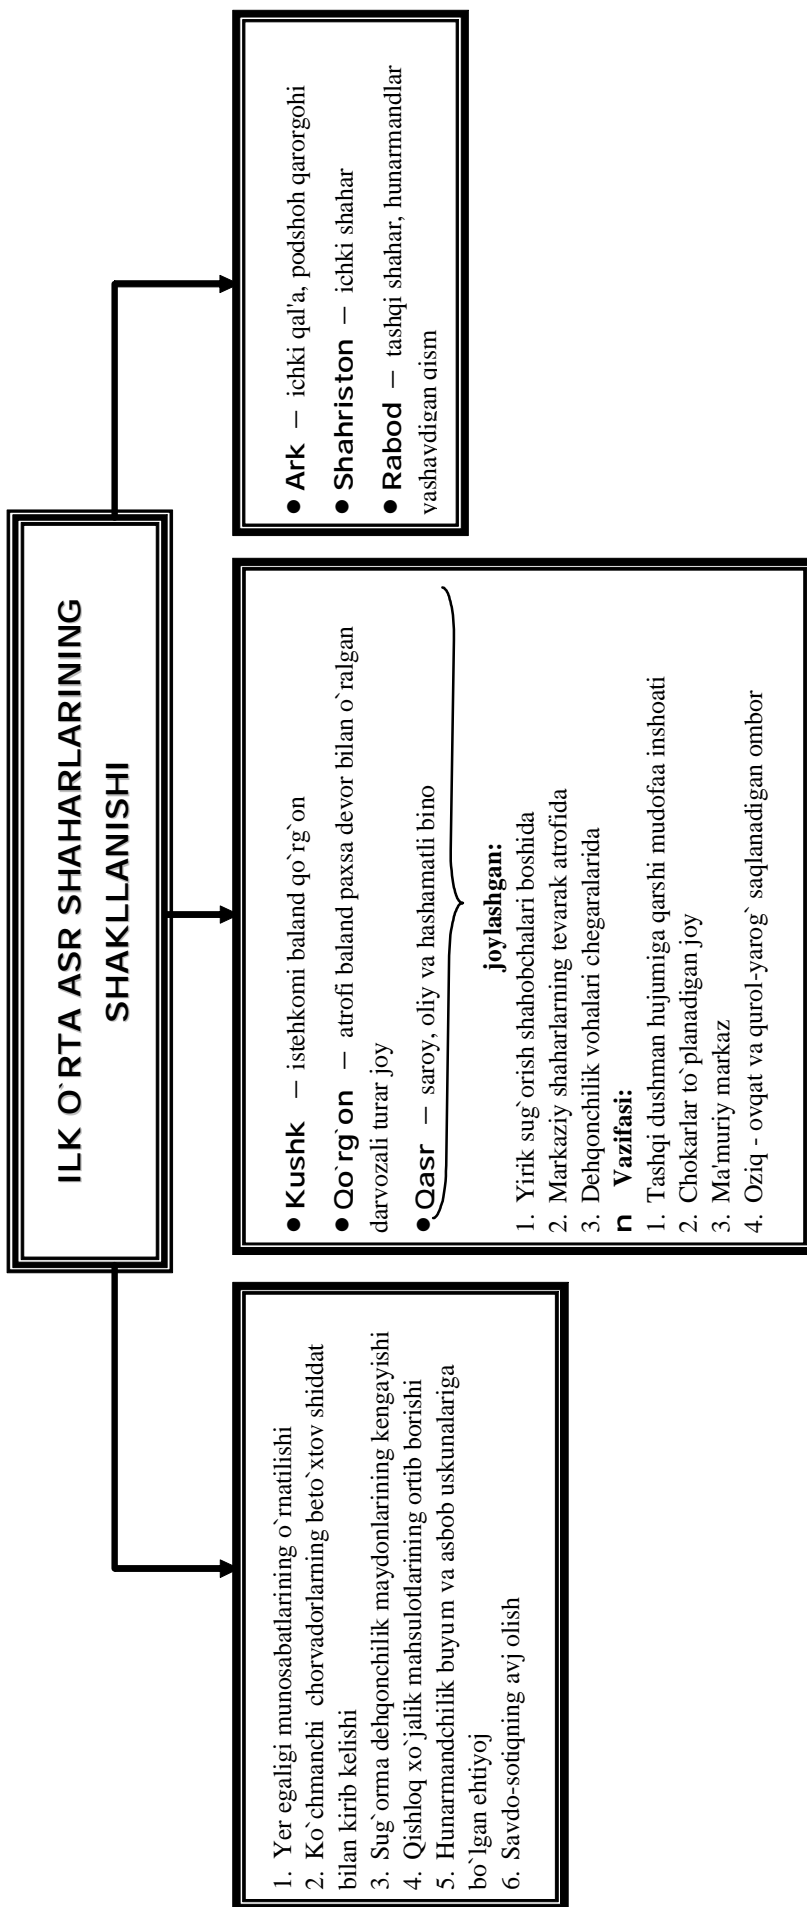 ILK O`RTA ASR SHAHARLARINING
SHAKLLANISHI
1. Yer egaligi munosabatlarining o`rnatilishi
2. Ko`chmanchi chorvadorlarning beto`xtov shiddat
bilan kirib kelishi
3. Sug`orma dehqonchilik maydonlarining kengayishi
4. Qishloq xo`jalik mahsulotlarining ortib borishi
5. Hunarmandchilik buyum va asbob uskunalariga
bo`lgan ehtiyoj
6. Savdo-sotiqning avj olish
● Kushk – istehkomi baland qo`rg`on
● Qo`rg`on – atrofi baland paxsa devor bilan o`ralgan
darvozali turar joy
● Qasr – saroy, oliy va hashamatli bino
joylashgan:
1. Yirik sug`orish shahobchalari boshida
2. Markaziy shaharlarning tevarak atrofida
3. Dehqonchilik vohalari chegaralarida
n Vazifasi:
1. Tashqi dushman hujumiga qarshi mudofaa inshoati
2. Chokarlar to`planadigan joy
3. Ma'muriy markaz
4. Oziq - ovqat va qurol-yarog` saqlanadigan ombor
● Ark – ichki qal'a, podshoh qarorgohi
● Shahriston – ichki shahar
● Rabod – tashqi shahar, hunarmandlar
yashaydigan qism